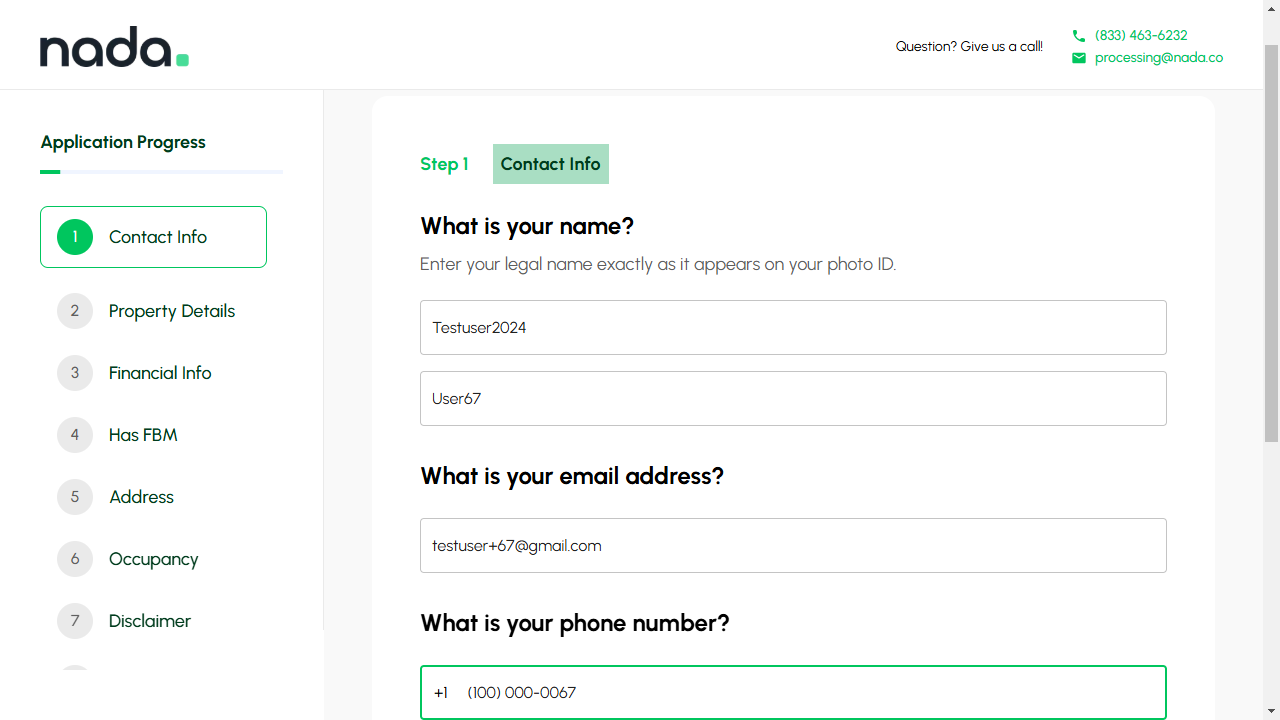 nada.
Question? Give us a call!
(833) 463-6232
processing@nada.co
Application Progress
1 Contact Info
2 Property Details
3 Financial Info
4 Has FBM
5 Address
6 Occupancy
7 Disclaimer
Step 1 Contact Info
What is your name?
Enter your legal name exactly as it appears on your photo ID.
Testuser2024
User67
What is your email address?
testuser+67@gmail.com
What is your phone number?
+1 (100) 000-0067